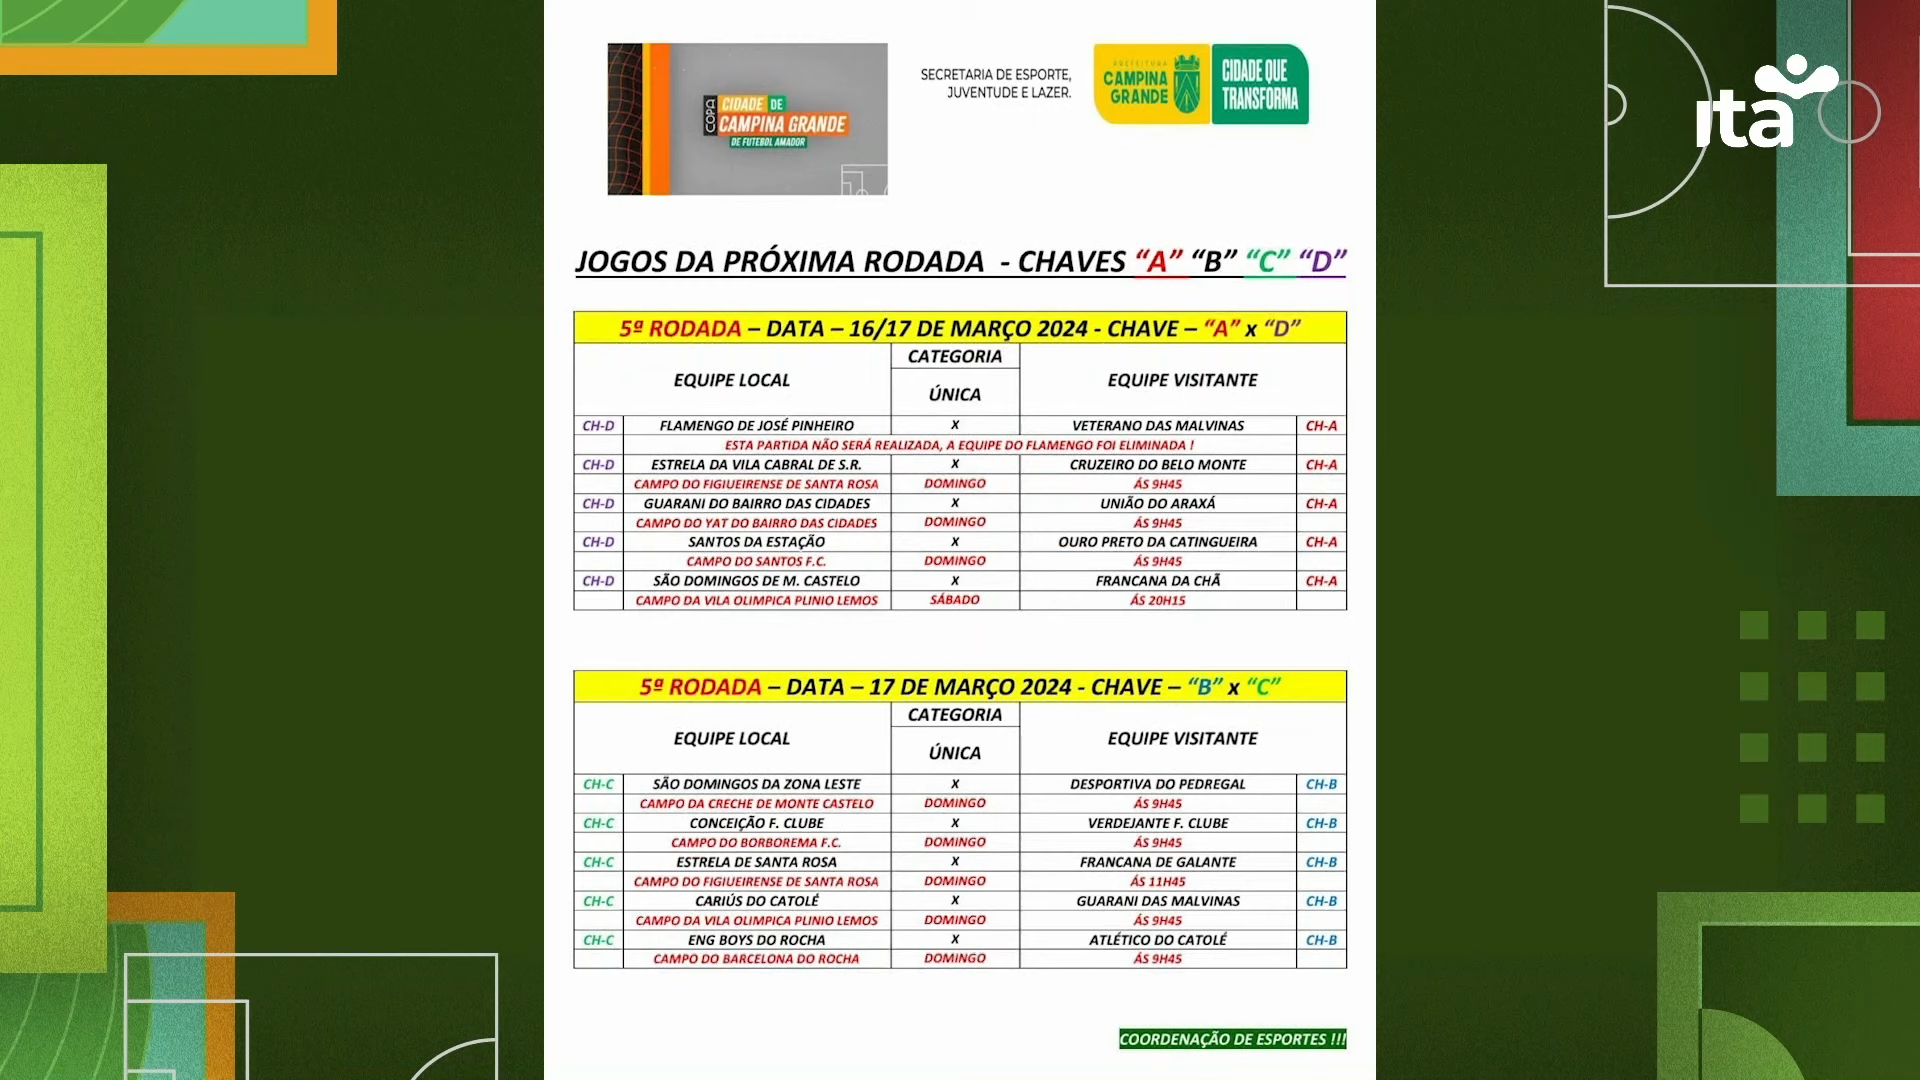 COPA
CIDADE DE
CAMPINA GRANDE
DE FUTEBOL AMADOR
SECRETARIA DE ESPORTE,
JUVENTUDE E LAZER.
PREFEITURA
CAMPINA
GRANDE
CIDADE QUE
TRANSFORMA
ita
JOGOS DA PRÓXIMA RODADA - CHAVES “A” “B” “C” “D”
5ª RODADA – DATA – 16/17 DE MARÇO 2024 - CHAVE – “A” x “D”
EQUIPE LOCAL CATEGORIA ÚNICA EQUIPE VISITANTE
CH-D FLAMENGO DE JOSÉ PINHEIRO X VETERANO DAS MALVINAS CH-A
ESTA PARTIDA NÃO SERÁ REALIZADA, A EQUIPE DO FLAMENGO FOI ELIMINADA !
CH-D ESTRELA DA VILA CABRAL DE S.R. X CRUZEIRO DO BELO MONTE CH-A
CAMPO DO FIGIUEIRENSE DE SANTA ROSA DOMINGO ÁS 9H45
CH-D GUARANI DO BAIRRO DAS CIDADES X UNIÃO DO ARAXÁ CH-A
CAMPO DO YAT DO BAIRRO DAS CIDADES DOMINGO ÁS 9H45
CH-D SANTOS DA ESTAÇÃO X OURO PRETO DA CATINGUEIRA CH-A
CAMPO DO SANTOS F.C. DOMINGO ÁS 9H45
CH-D SÃO DOMINGOS DE M. CASTELO X FRANCANA DA CHÃ CH-A
CAMPO DA VILA OLIMPICA PLINIO LEMOS SÁBADO ÁS 20H15
5ª RODADA – DATA – 17 DE MARÇO 2024 - CHAVE – “B” x “C”
EQUIPE LOCAL CATEGORIA ÚNICA EQUIPE VISITANTE
CH-C SÃO DOMINGOS DA ZONA LESTE X DESPORTIVA DO PEDREGAL CH-B
CAMPO DA CRECHE DE MONTE CASTELO DOMINGO ÁS 9H45
CH-C CONCEIÇÃO F. CLUBE X VERDEJANTE F. CLUBE CH-B
CAMPO DO BORBOREMA F.C. DOMINGO ÁS 9H45
CH-C ESTRELA DE SANTA ROSA X FRANCANA DE GALANTE CH-B
CAMPO DO FIGIUEIRENSE DE SANTA ROSA DOMINGO ÁS 11H45
CH-C CARIÚS DO CATOLÉ X GUARANI DAS MALVINAS CH-B
CAMPO DA VILA OLIMPICA PLINIO LEMOS DOMINGO ÁS 9H45
CH-C ENG BOYS DO ROCHA X ATLÉTICO DO CATOLÉ CH-B
CAMPO DO BARCELONA DO ROCHA DOMINGO ÁS 9H45
COORDENAÇÃO DE ESPORTES !!!